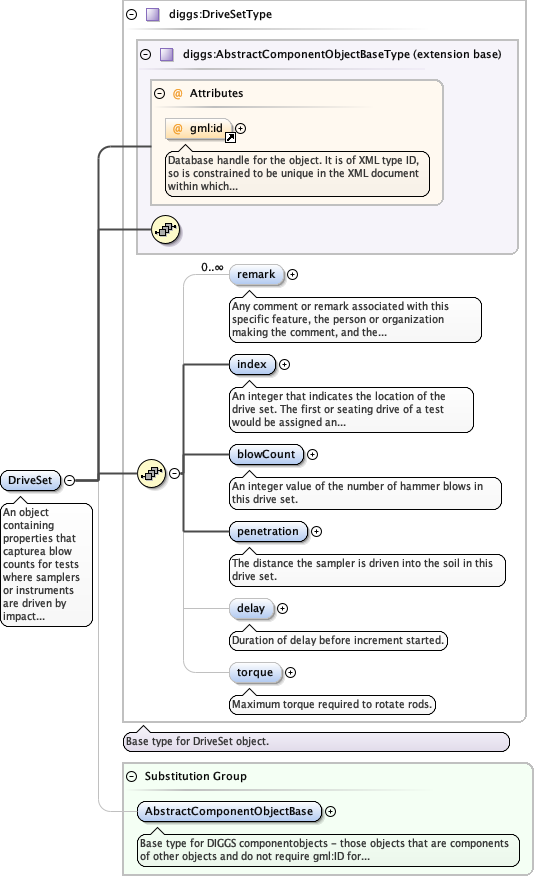 diggs:DriveSetType
diggs:AbstractComponentObjectBaseType (extension base)
@ Attributes
@ gml:id
Database handle for the object. It is of XML type ID,
so is constrained to be unique in the XML document
within which...
0..∞
remark
Any comment or remark associated with this
specific feature, the person or organization
making the comment, and the...
index
An integer that indicates the location of the
drive set. The first or seating drive of a test
would be assigned an...
blowCount
An integer value of the number of hammer blows in
this drive set.
DriveSet
An object
containing
properties that
capturea blow
counts for tests
where samplers
or instruments
are driven by
impact...
penetration
The distance the sampler is driven into the soil in this
drive set.
delay
Duration of delay before increment started.
torque
Maximum torque required to rotate rods.
Base type for DriveSet object.
Substitution Group
AbstractComponentObjectBase
Base type for DIGGS componentobjects - those objects that are components
of other objects and do not require gml:ID for...